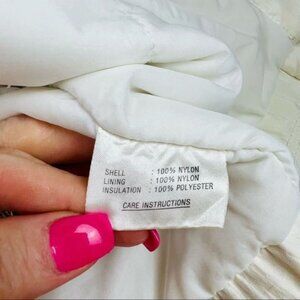 SHELL : 100% NYLON
LINING : 100% NYLON
INSULATION : 100% POLYESTER
CARE INSTRUCTIONS